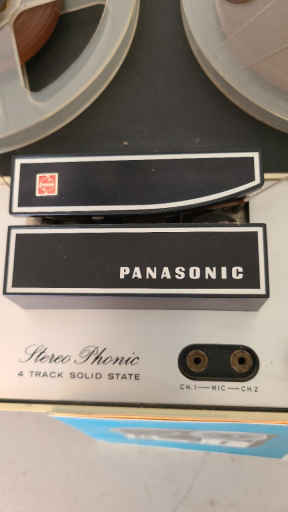 PANASONIC
Stereo Phonic
4 TRACK SOLID STATE
CH.1—MIC—CH.2